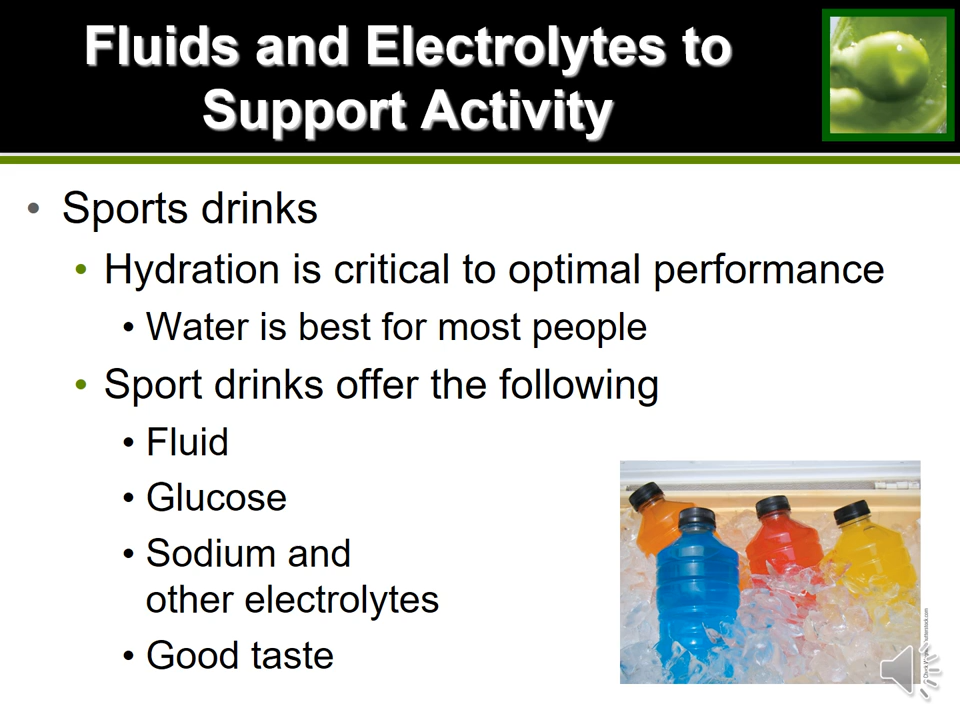 Fluids and Electrolytes to
Support Activity
• Sports drinks
• Hydration is critical to optimal performance
• Water is best for most people
• Sport drinks offer the following
• Fluid
• Glucose
• Sodium and
other electrolytes
• Good taste